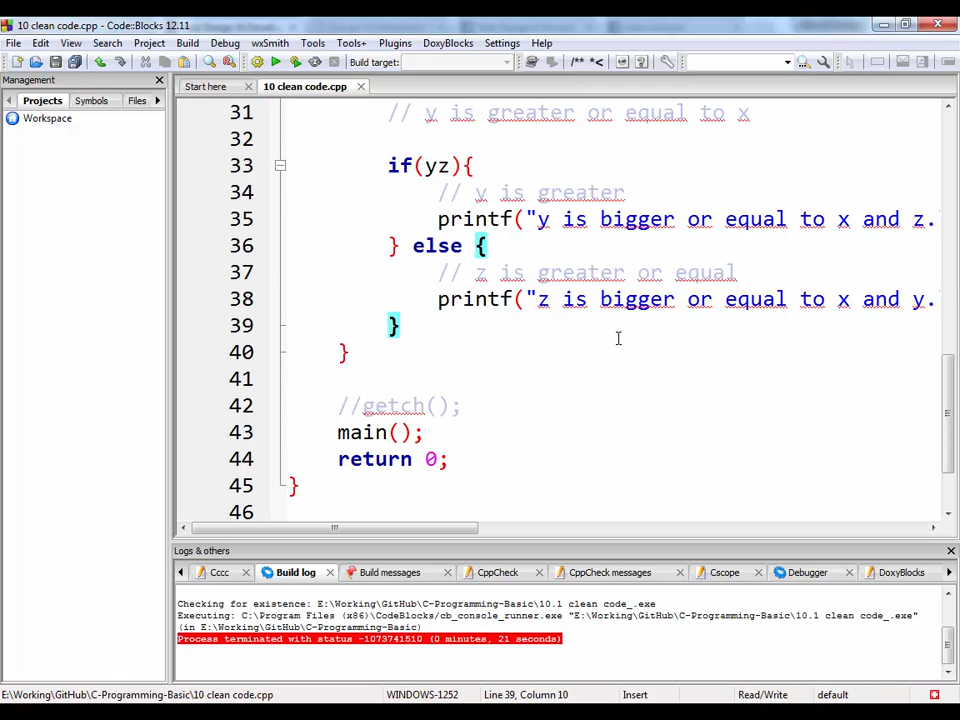 10 clean code.cpp - Code::Blocks 12.11
File Edit View Search Project Build Debug wxSmith Tools Tools+ Plugins DoxyBlocks Settings Help
Build target: /** *<
Management
Start here 10 clean code.cpp
Projects Symbols Files
Workspace
31 // y is greater or equal to x
32
33 if(yz){
34 // y is greater
35 printf("y is bigger or equal to x and z.
36 } else {
37 // z is greater or equal
38 printf("z is bigger or equal to x and y.
39 }
40 }
41
42 //getch();
43 main();
44 return 0;
45 }
46
Logs & others
Cccc Build log Build messages CppCheck CppCheck messages Cscope Debugger DoxyBlocks
Checking for existence: E:\Working\GitHub\C-Programming-Basic\10.1 clean code_.exe
Executing: C:\Program Files (x86)\CodeBlocks/cb_console_runner.exe "E:\Working\GitHub\C-Programming-Basic\10.1 clean code_.exe"
(in E:\Working\GitHub\C-Programming-Basic)
Process terminated with status -1073741510 (0 minutes, 21 seconds)
E:\Working\GitHub\C-Programming-Basic\10 clean code.cpp WINDOWS-1252 Line 39, Column 10 Insert Read/Write default